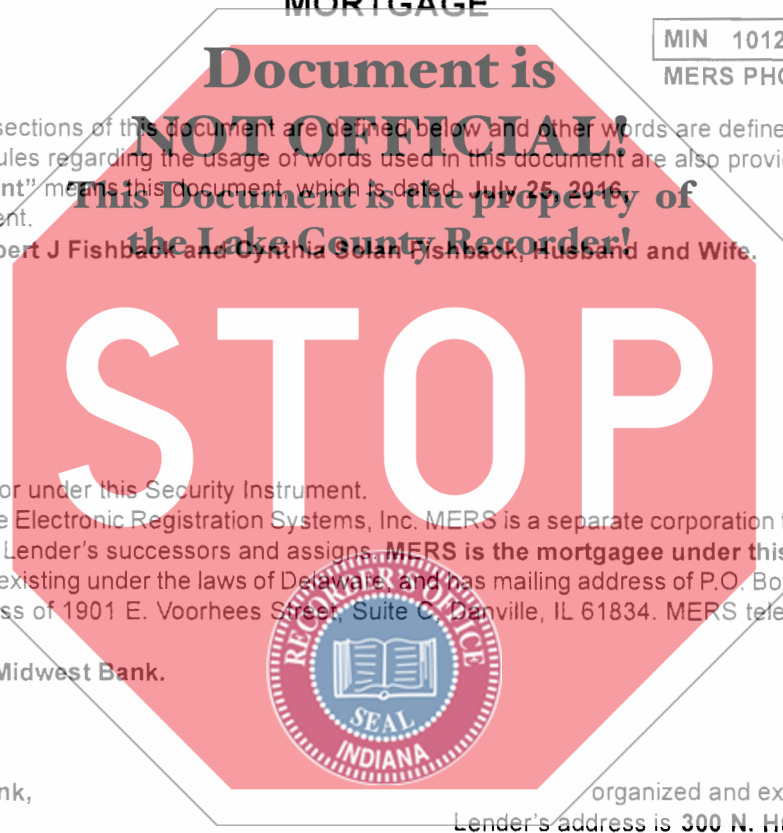 MORTGAGE
MIN 1012
MERS PHO
Document is
NOT OFFICIAL!
This Document is the property of
the Lake County Recorder!
sections of this document are defined below and other words are define
ules regarding the usage of words used in this document are also provi
nt” means this document, which is dated July 25, 2016,
ent.
bert J Fishback and Cynthia Solan Fishback, Husband and Wife.
STOP
or under this Security Instrument.
e Electronic Registration Systems, Inc. MERS is a separate corporation
Lender's successors and assigns. MERS is the mortgagee under this
existing under the laws of Delaware, and has mailing address of P.O. Bo
ss of 1901 E. Voorhees Street, Suite C, Danville, IL 61834. MERS tele
Midwest Bank.
RECORDER'S OFFICE
SEAL
INDIANA
nk,
organized and ex
Lender's address is 300 N. H